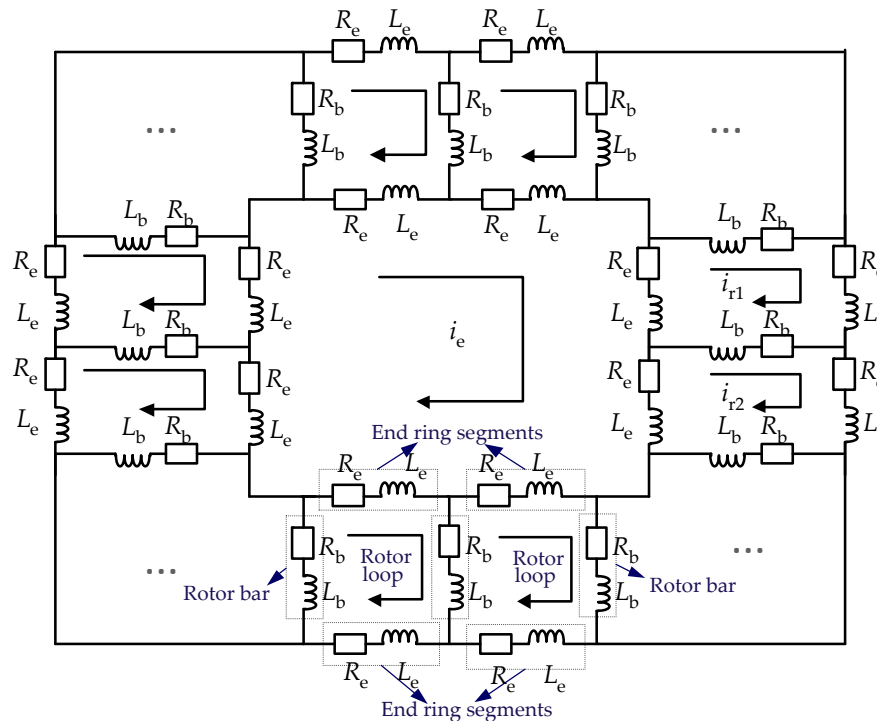 Re Le Re Le
Rb Rb Rb
... ...
Lb Lb Lb
Lb Rb Lb Rb
Re Le Re Le
Re Re Re Re
ir1
Le Le Le L
Lb Rb ie Lb Rb
Re Re Re Re
ir2
Le Le Le L
Lb Rb Lb Rb
End ring segments
Re Le Re Le
... ...
Rb Rotor loop Rb Rotor loop Rb
Rotor bar Lb Lb Lb Rotor bar
Re Le Re Le
End ring segments